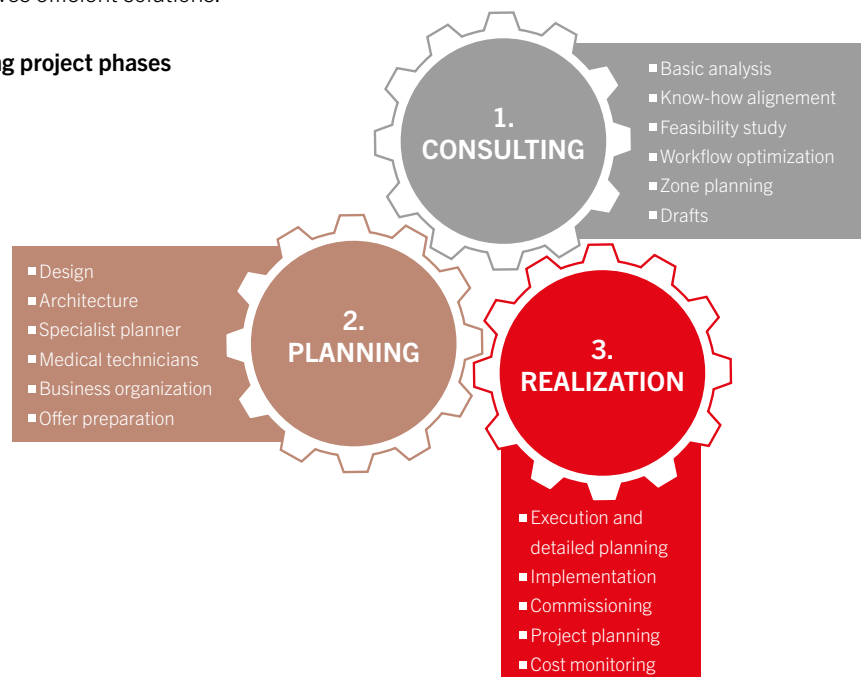 efficient solutions.
project phases
1.
CONSULTING
■ Basic analysis
■ Know-how alignement
■ Feasibility study
■ Workflow optimization
■ Zone planning
■ Drafts
2.
PLANNING
■ Design
■ Architecture
■ Specialist planner
■ Medical technicians
■ Business organization
■ Offer preparation
3.
REALIZATION
■ Execution and
detailed planning
■ Implementation
■ Commissioning
■ Project planning
■ Cost monitoring